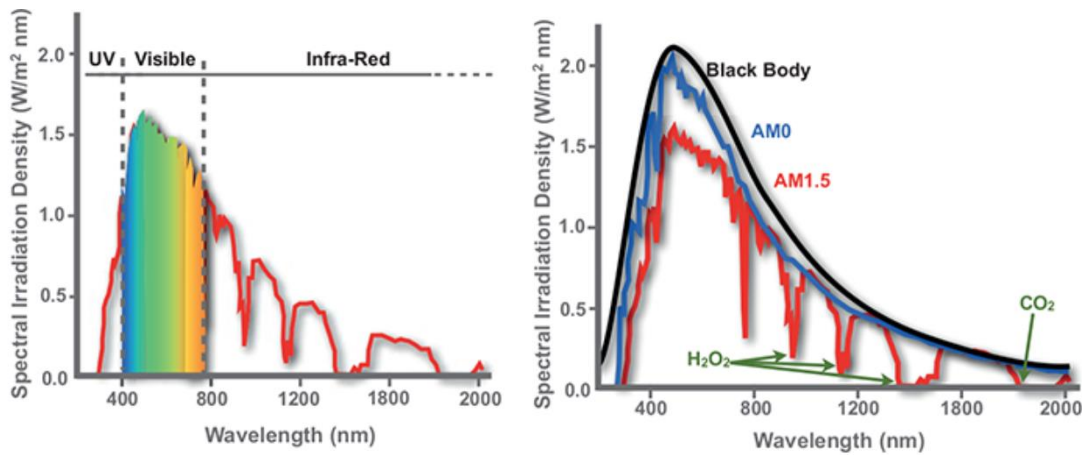 UV Visible Infra-Red
Spectral Irradiation Density (W/m² nm)
2.0
1.5
1.0
0.5
0.0
400 800 1200 1800 2000
Wavelength (nm)
Spectral Irradiation Density (W/m² nm)
2.0
1.5
1.0
0.5
0.0
Black Body
AM0
AM1.5
CO₂
H₂O₂
400 800 1200 1800 2000
Wavelength (nm)